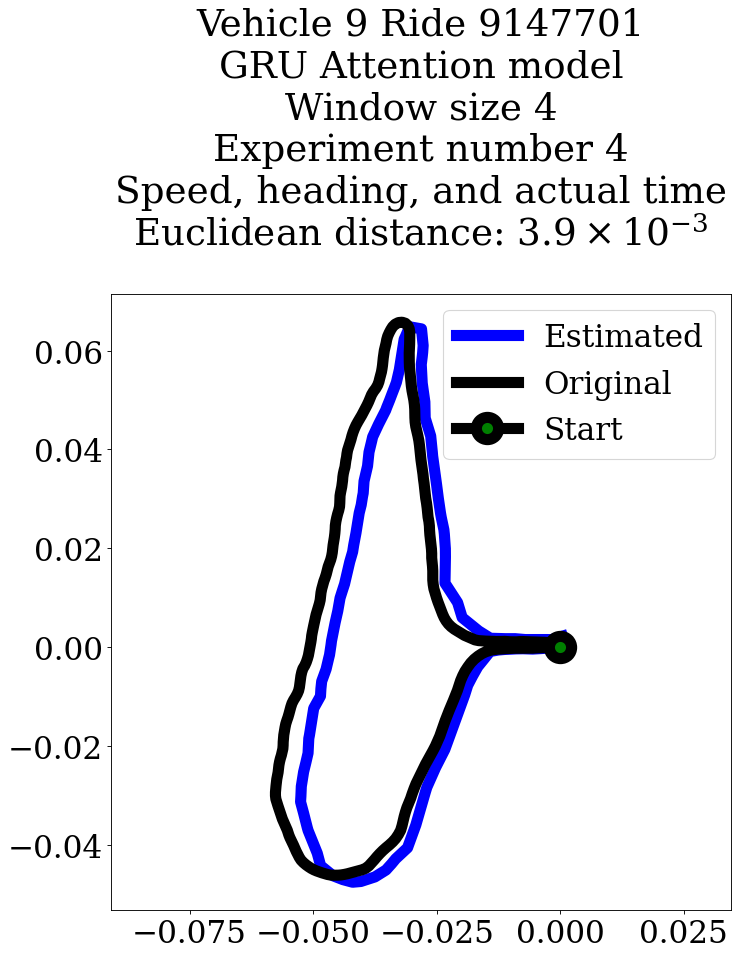 Vehicle 9 Ride 9147701
GRU Attention model
Window size 4
Experiment number 4
Speed, heading, and actual time
Euclidean distance: 3.9 × 10⁻³
Estimated
Original
Start
0.06
0.04
0.02
0.00
−0.02
−0.04
−0.075 −0.050 −0.025 0.000 0.025